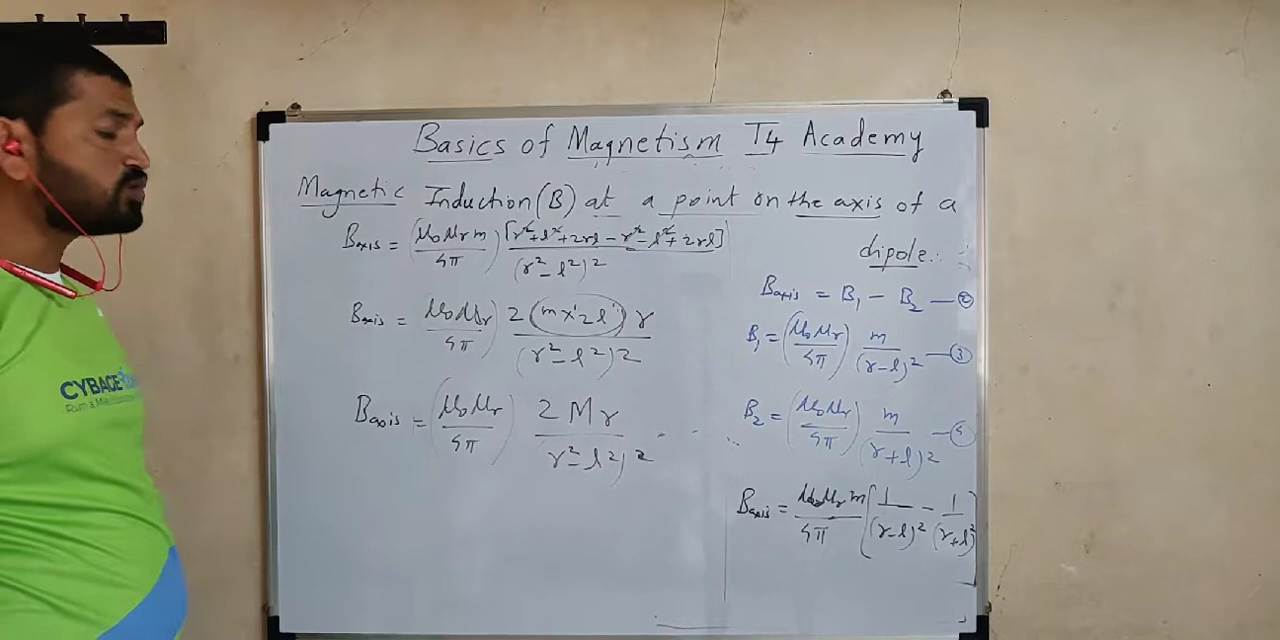 Basics of Magnetism T4 Academy
Magnetic Induction (B) at a point on the axis of a
dipole.
Baxis = (μ₀μᵣm / 4π) [r² + l² + 2rl - r² - l² + 2rl] / (r² - l²)²
Baxis = (μ₀μᵣ / 4π) 2 (m x 2l) r / (r² - l²)²
Baxis = (μ₀μᵣ / 4π) 2Mr / (r² - l²)²
Baxis = B₁ - B₂ — ②
B₁ = (μ₀μᵣ / 4π) m / (r - l)² — ③
B₂ = (μ₀μᵣ / 4π) m / (r + l)² — ④
Baxis = μ₀μᵣm / 4π [1 / (r - l)² - 1 / (r + l)²]
CYBAGE